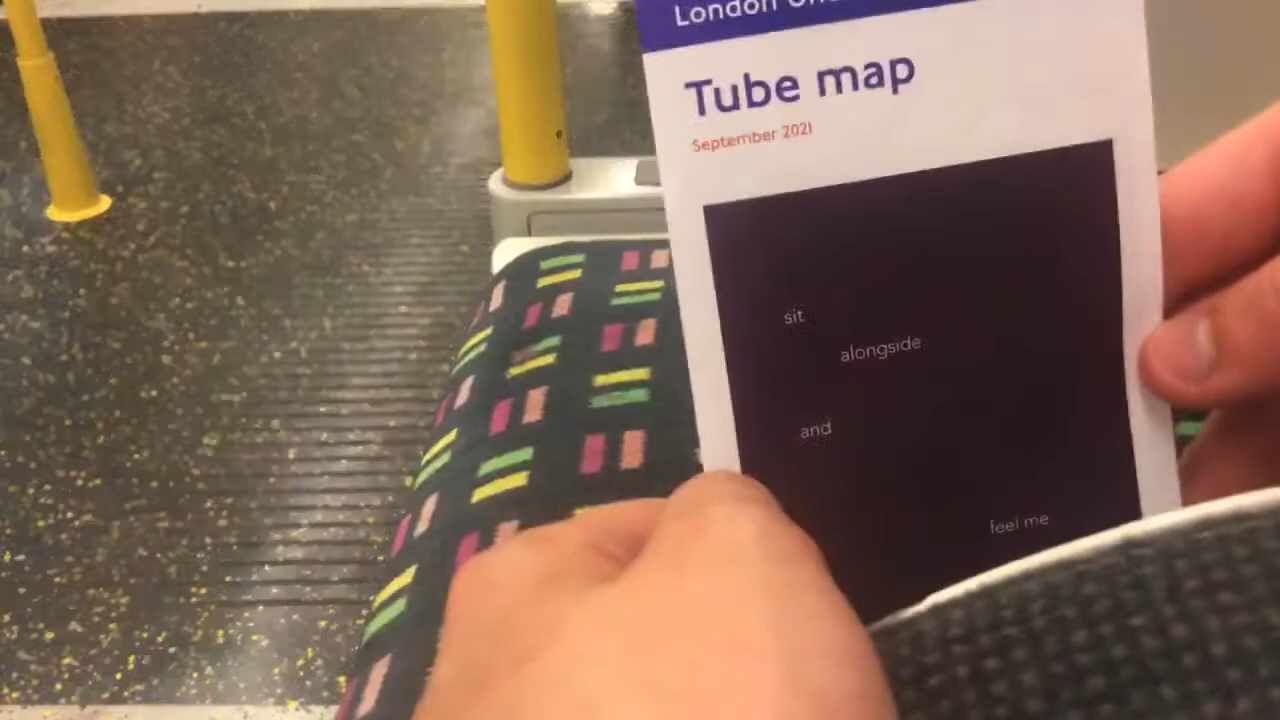 London
Tube map
September 2021
sit
alongside
and
feel me